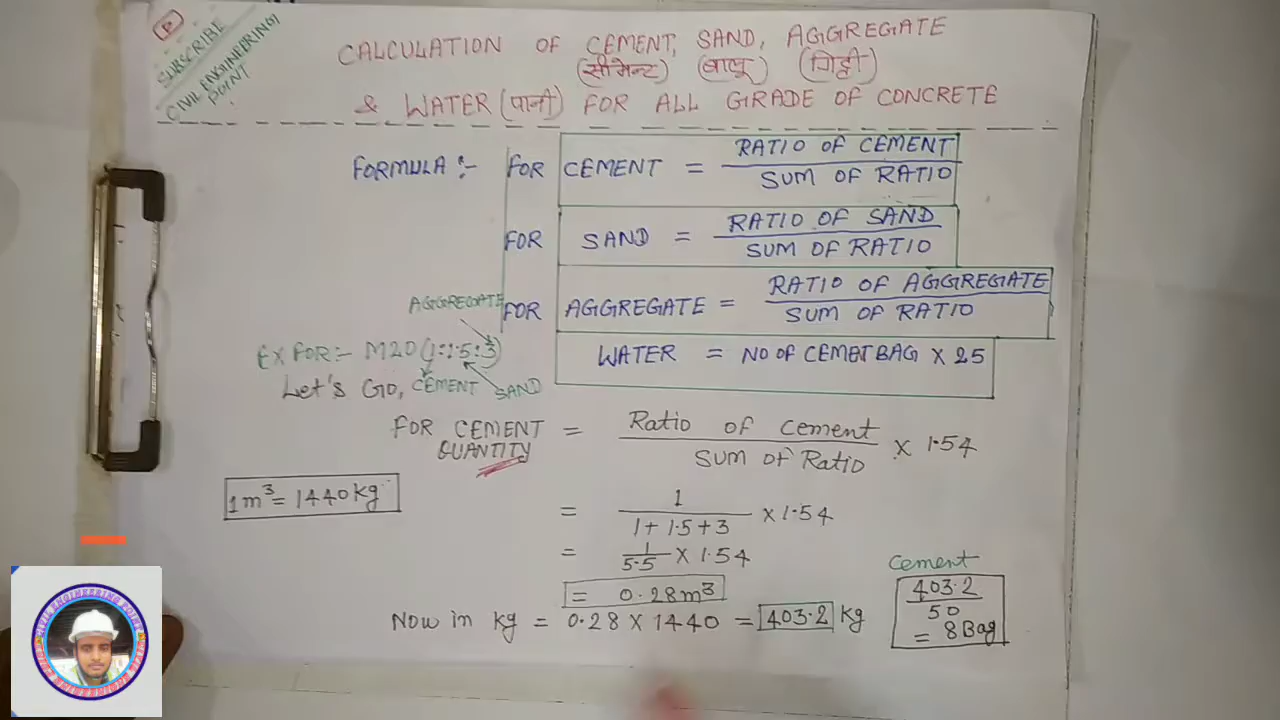 SUBSCRIBE
CIVIL ENGINEERING
POINT
CALCULATION OF CEMENT, SAND, AGGREGATE
(सीमेन्ट) (बालू) (गिट्टी)
& WATER (पानी) FOR ALL GRADE OF CONCRETE
FORMULA :- FOR CEMENT = RATIO OF CEMENT
SUM OF RATIO
FOR SAND = RATIO OF SAND
SUM OF RATIO
FOR AGGREGATE = RATIO OF AGGREGATE
SUM OF RATIO
WATER = NO OF CEMET BAG × 25
AGGREGATE
EX FOR:- M20 (1:1.5:3)
Let's GO, CEMENT SAND
FOR CEMENT = Ratio of cement × 1.54
QUANTITY SUM OF Ratio
1m³ = 1440 kg
= 1 × 1.54
1 + 1.5 + 3
= 1 × 1.54
5.5
= 0.28m³
Now in kg = 0.28 × 1440 = 403.2 kg
Cement
403.2
50
= 8 Bag
CIVIL ENGINEERING POINT